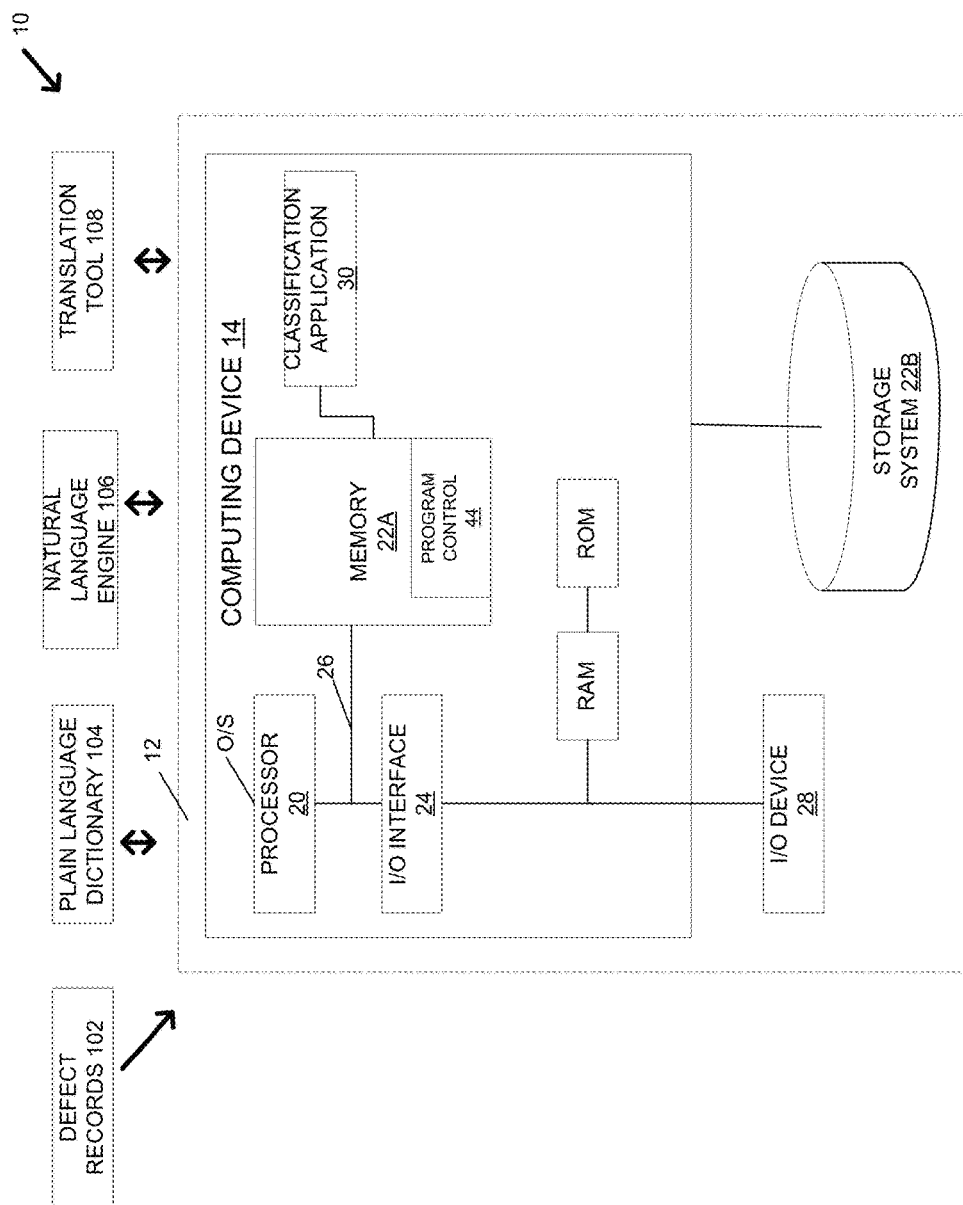 10
DEFECT
RECORDS 102
PLAIN LANGUAGE
DICTIONARY 104
NATURAL
LANGUAGE
ENGINE 106
TRANSLATION
TOOL 108
12
COMPUTING DEVICE 14
O/S
PROCESSOR
20
26
MEMORY
22A
PROGRAM
CONTROL
44
CLASSIFICATION
APPLICATION
30
I/O INTERFACE
24
RAM
ROM
I/O DEVICE
28
STORAGE
SYSTEM 22B